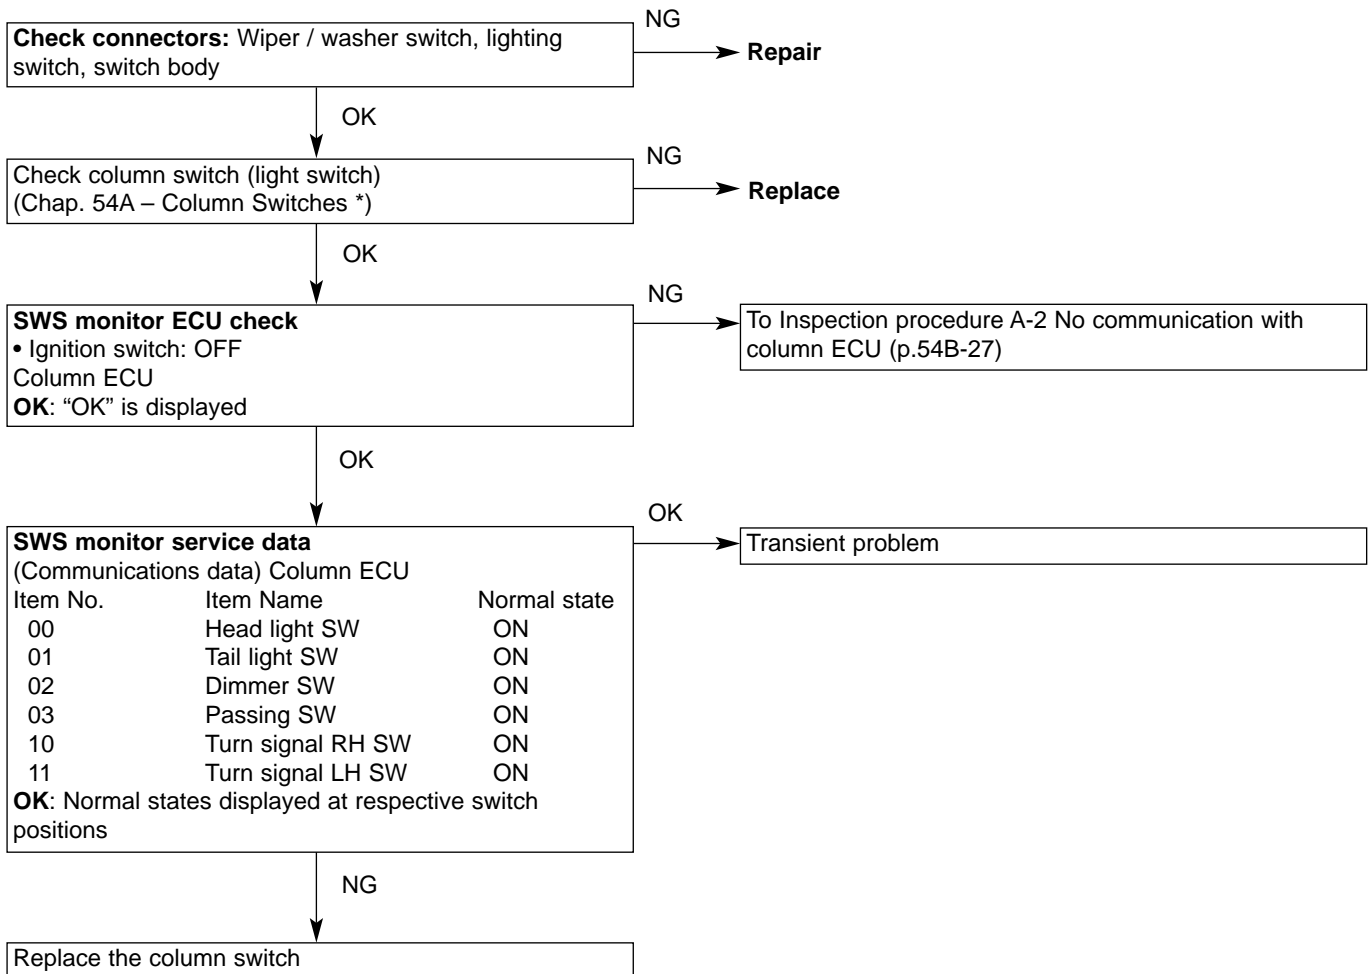 NG
Check connectors: Wiper / washer switch, lighting
switch, switch body
Repair
OK
NG
Check column switch (light switch)
(Chap. 54A – Column Switches *)
Replace
OK
NG
SWS monitor ECU check
• Ignition switch: OFF
Column ECU
OK: “OK” is displayed
To Inspection procedure A-2 No communication with
column ECU (p.54B-27)
OK
OK
SWS monitor service data
(Communications data) Column ECU
Item No. Item Name Normal state
00 Head light SW ON
01 Tail light SW ON
02 Dimmer SW ON
03 Passing SW ON
10 Turn signal RH SW ON
11 Turn signal LH SW ON
OK: Normal states displayed at respective switch
positions
Transient problem
NG
Replace the column switch